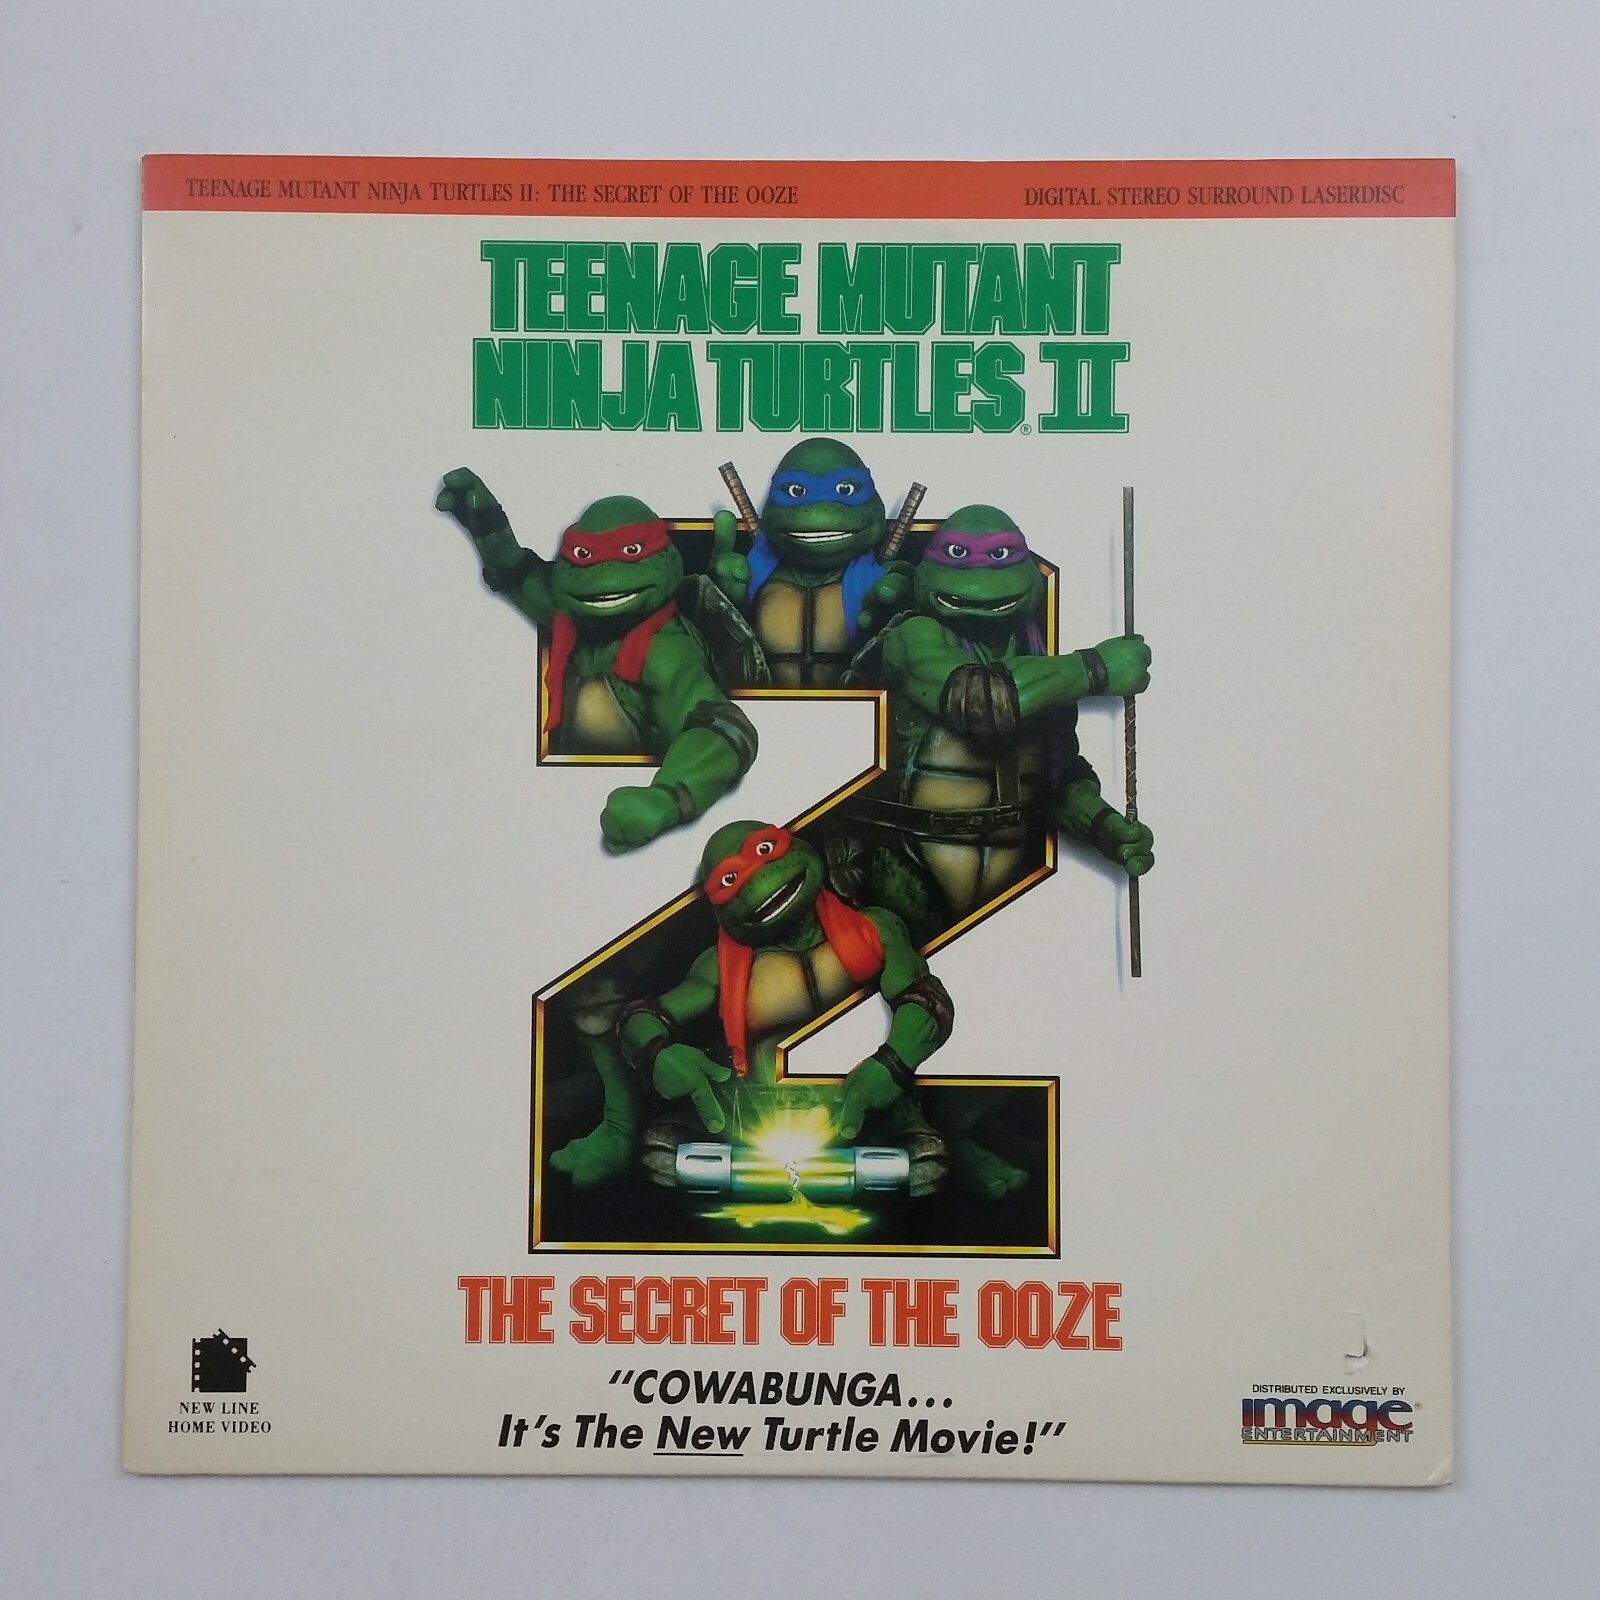 TEENAGE MUTANT NINJA TURTLES II: THE SECRET OF THE OOZE
DIGITAL STEREO SURROUND LASERDISC
TEENAGE MUTANT
NINJA TURTLES® II
THE SECRET OF THE OOZE
"COWABUNGA...
It's The New Turtle Movie!"
NEW LINE
HOME VIDEO
DISTRIBUTED EXCLUSIVELY BY
image®
ENTERTAINMENT